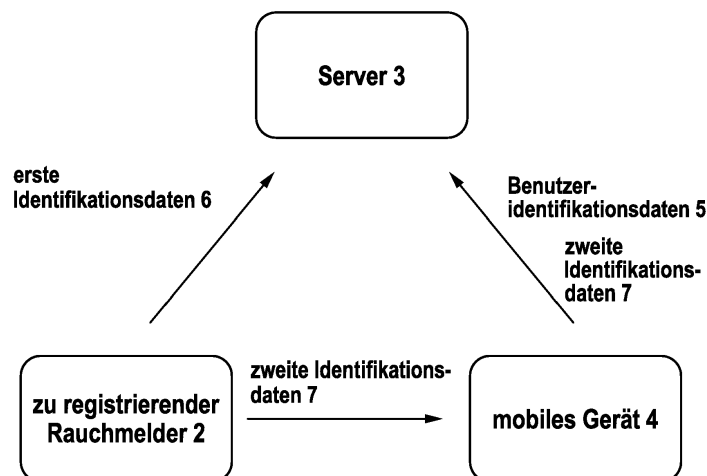 Server 3
erste
Identifikationsdaten 6
Benutzer-
identifikationsdaten 5
zweite
Identifikations-
daten 7
zweite Identifikations-
daten 7
zu registrierender
Rauchmelder 2
mobiles Gerät 4